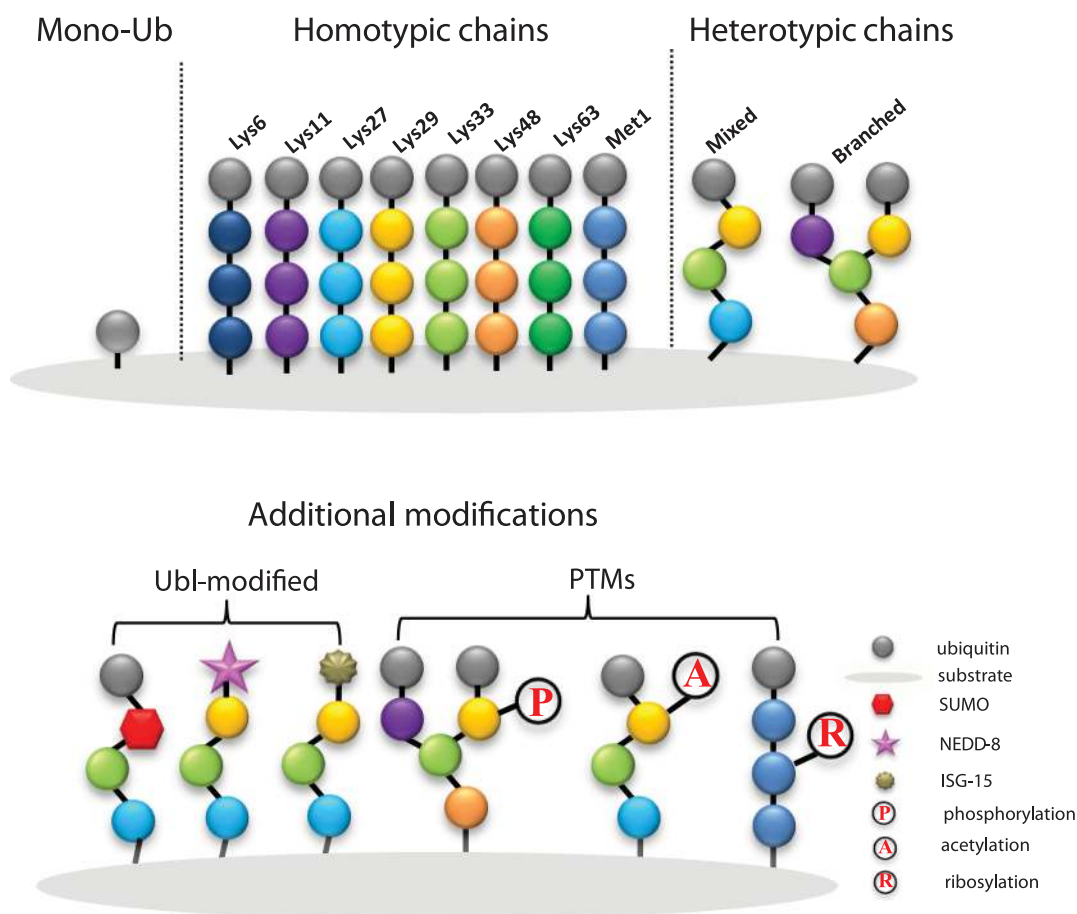 Mono-Ub
Homotypic chains
Heterotypic chains
Lys6
Lys11
Lys27
Lys29
Lys33
Lys48
Lys63
Met1
Mixed
Branched
Additional modifications
Ubl-modified
PTMs
P
A
R
ubiquitin
substrate
SUMO
NEDD-8
ISG-15
P phosphorylation
A acetylation
R ribosylation